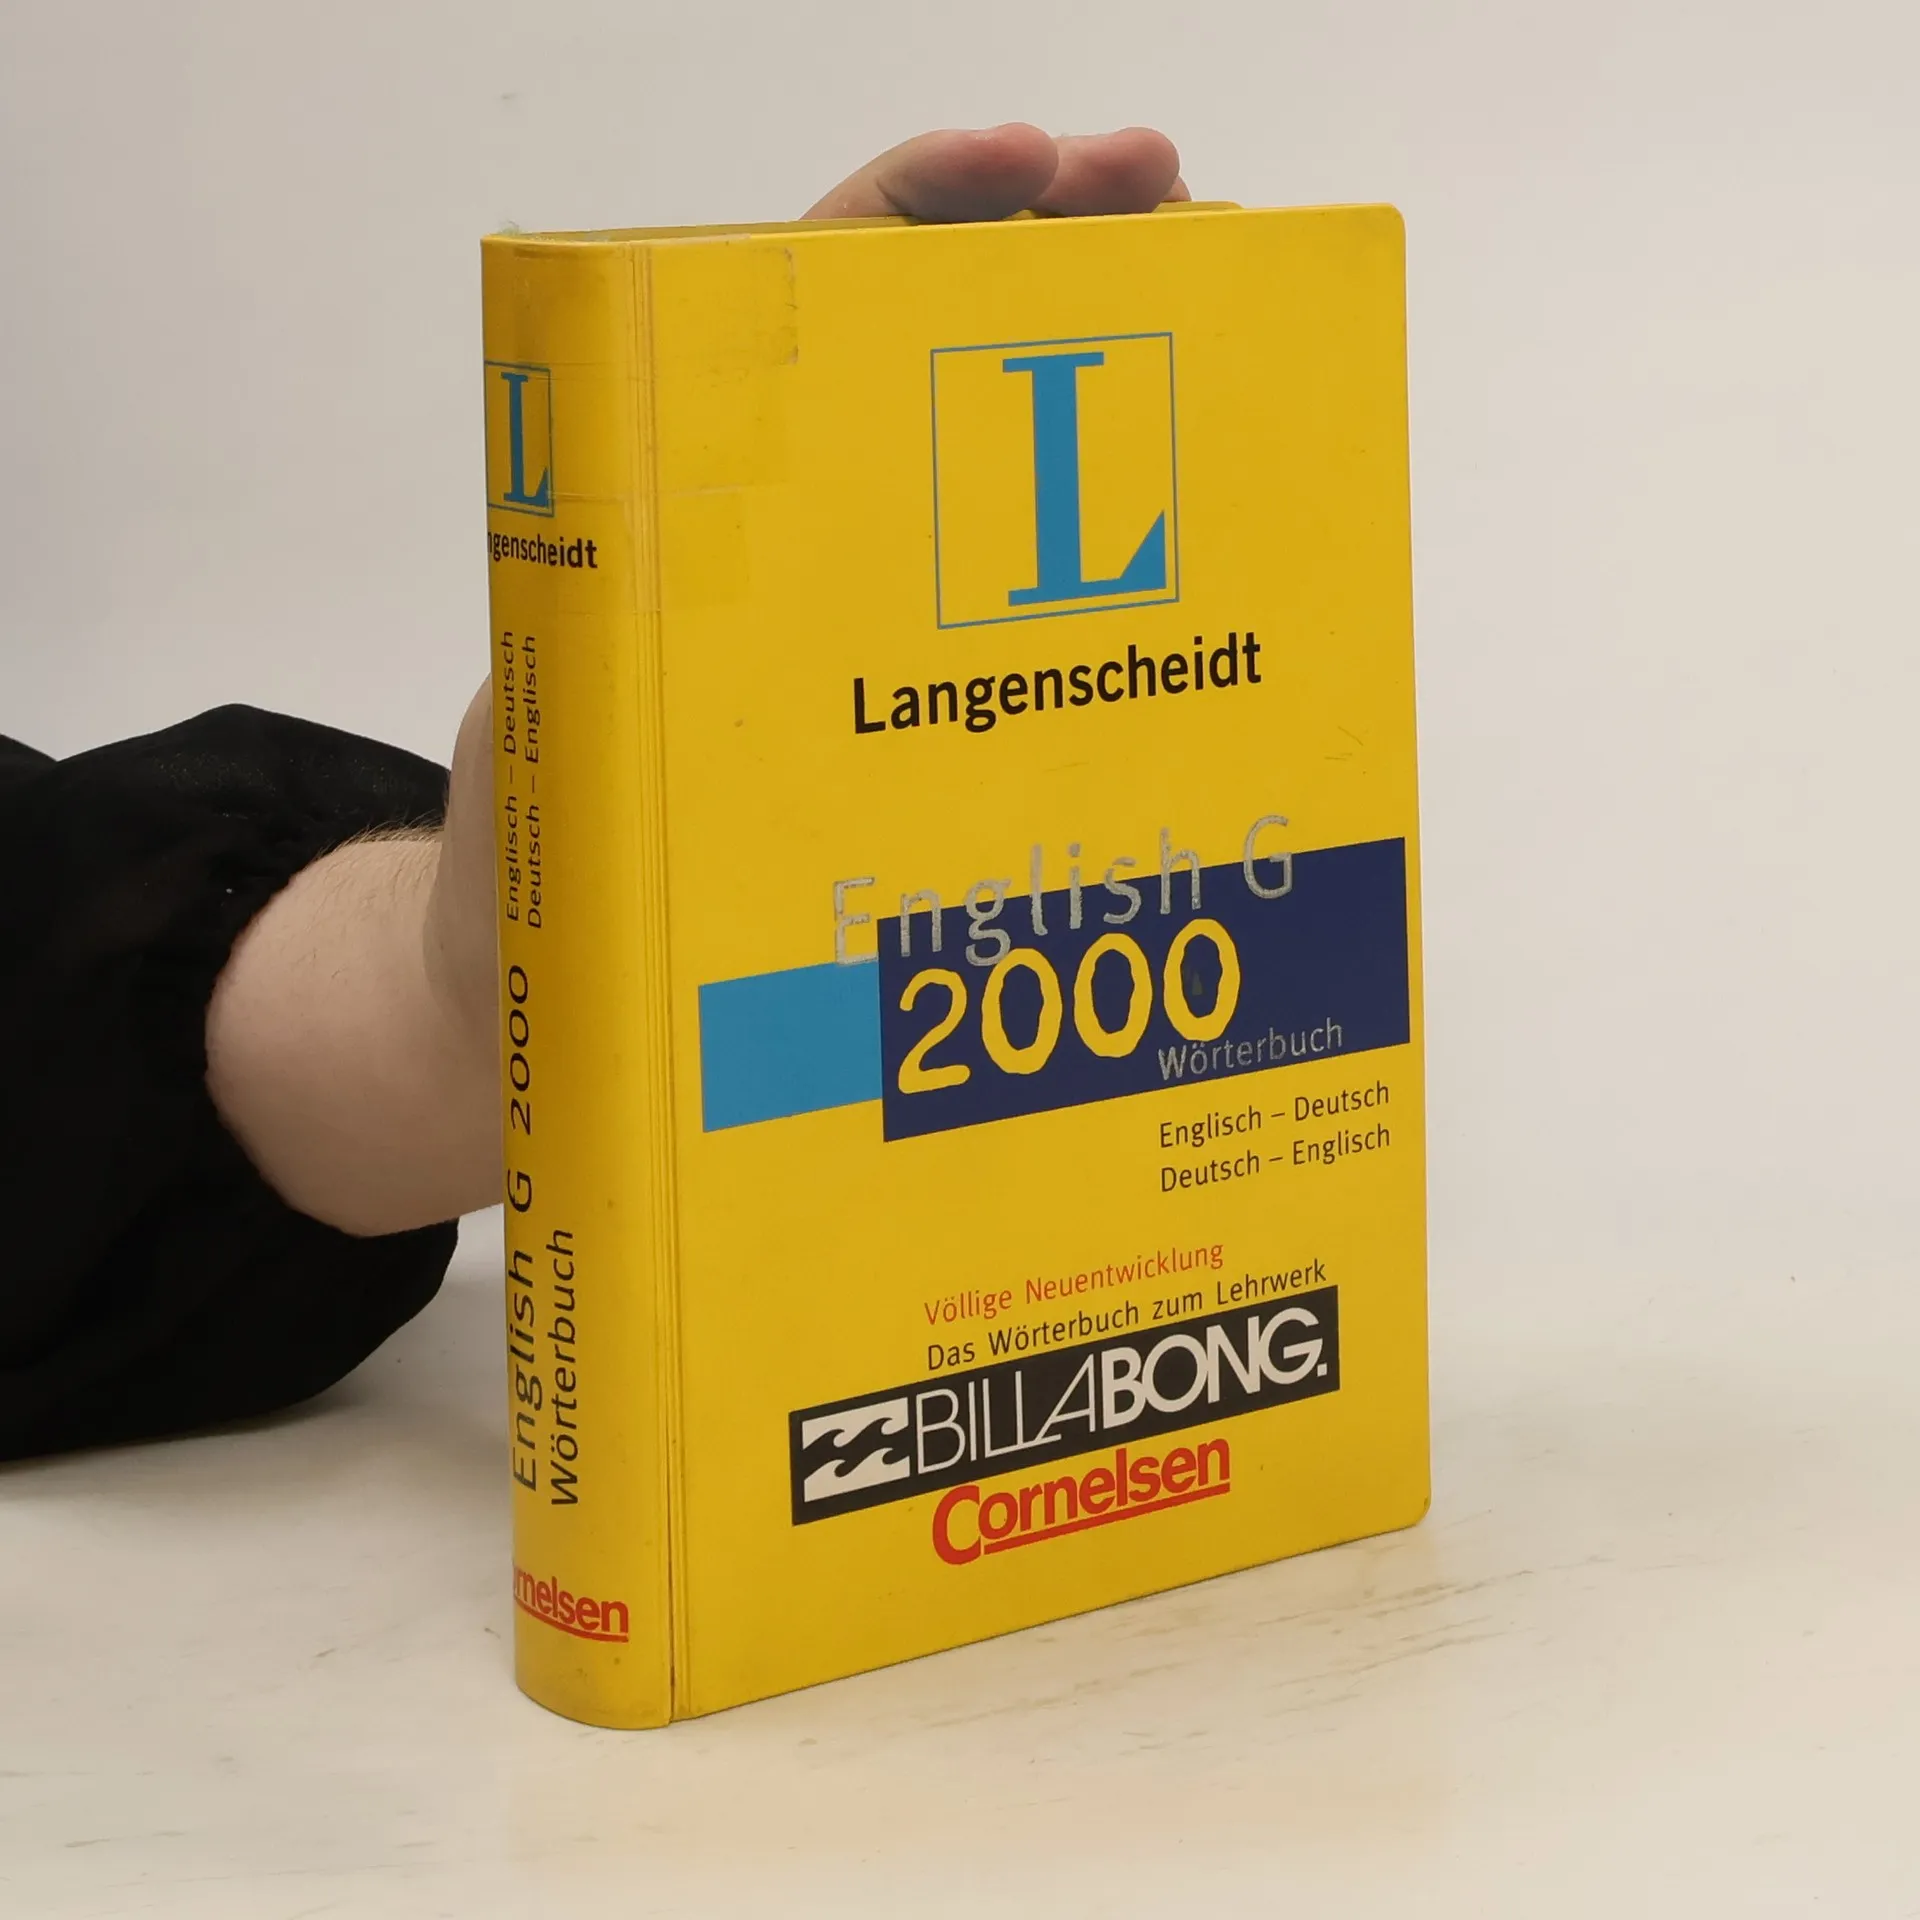 L
Langenscheidt
English G
2000
Wörterbuch
Englisch – Deutsch
Deutsch – Englisch
Völlige Neuentwicklung
Das Wörterbuch zum Lehrwerk
BILLABONG.
Cornelsen
L
ngenscheidt
Englisch – Deutsch
Deutsch – Englisch
English G 2000
Wörterbuch
rnelsen